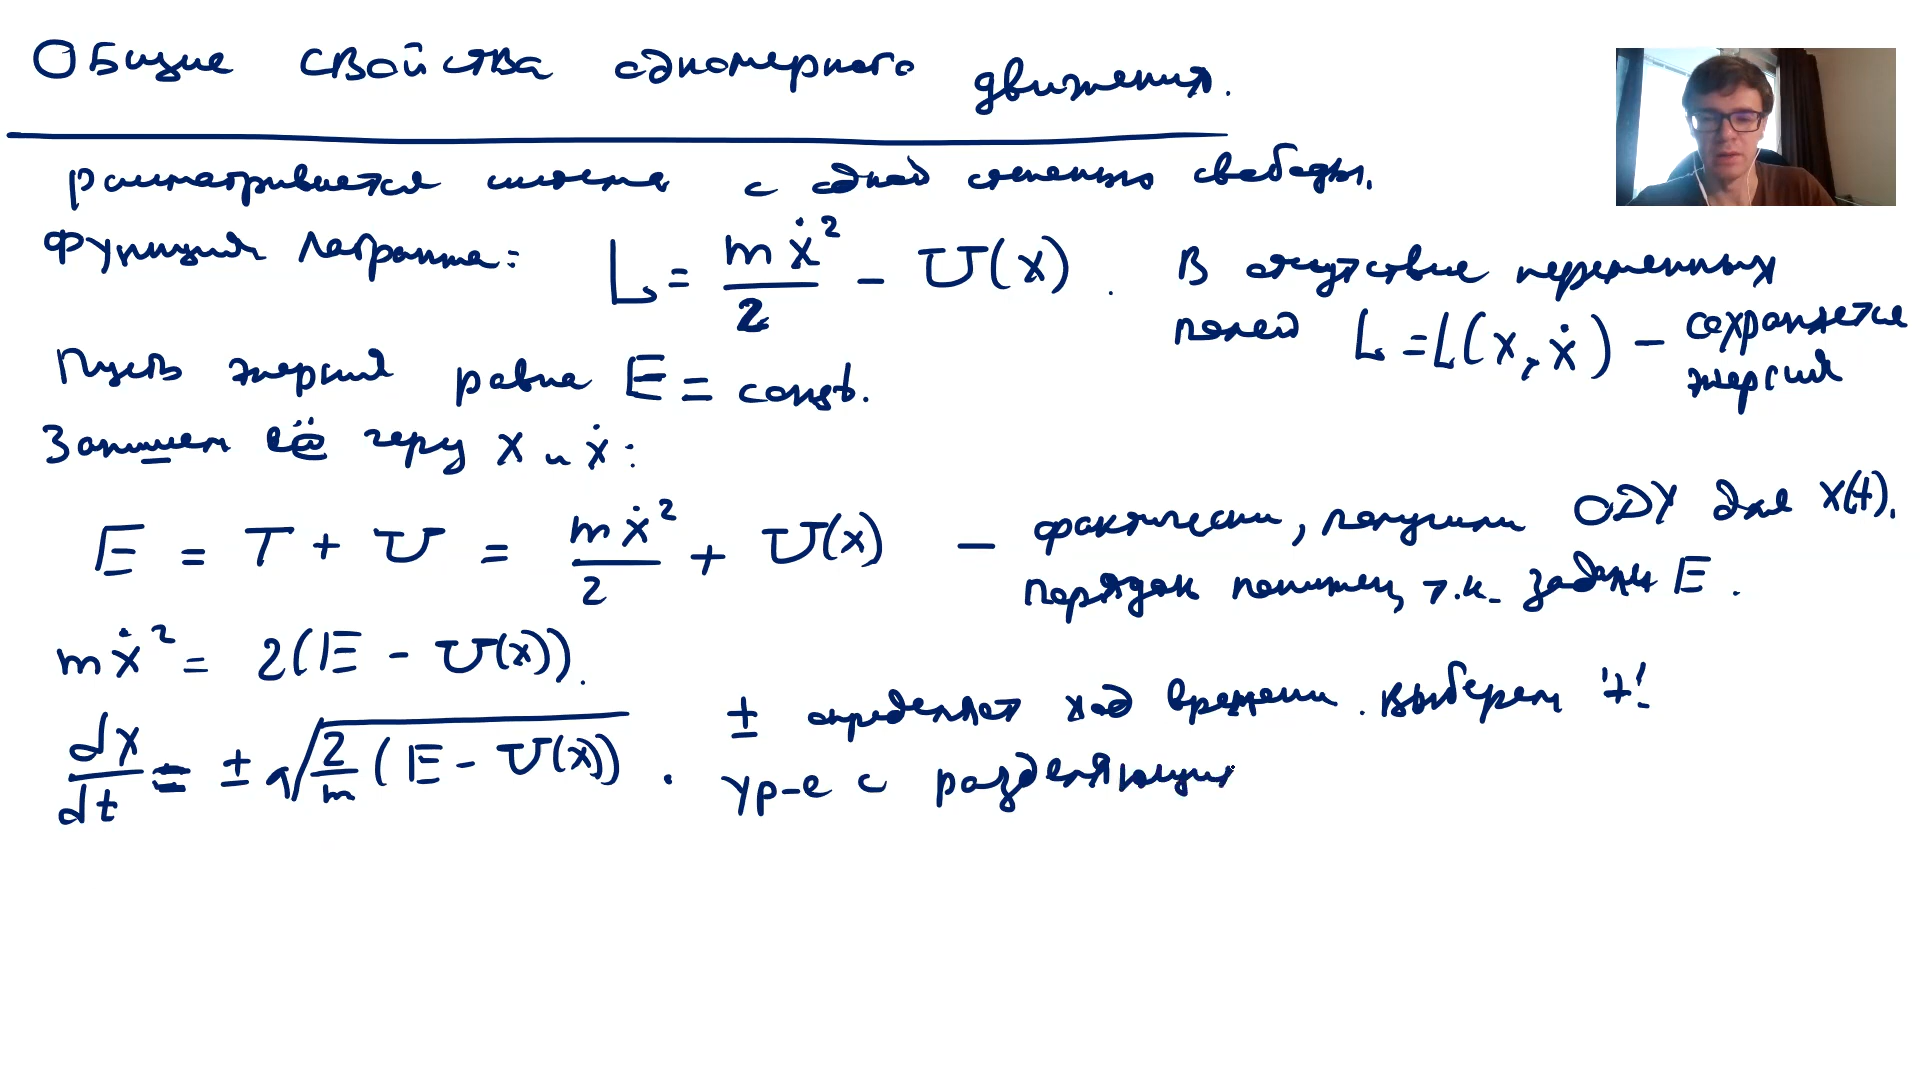 Общие свойства одномерного движения.
рассматривается система с одной степенью свободы.
Функция Лагранжа: L = mẋ²/2 − U(x). В отсутствие переменных
полей L = L(x, ẋ) — сохраняется
энергия
Пусть энергия равна E = const.
Запишем её через x и ẋ:
E = T + U = mẋ²/2 + U(x) — фактически, получили ОДУ для x(t).
порядок понижен, т.к. задали E.
mẋ² = 2(E − U(x)).
± определяет ход времени. Выберем '+'.
dx/dt = ± √(2/m (E − U(x))).
ур-е с разделяющим